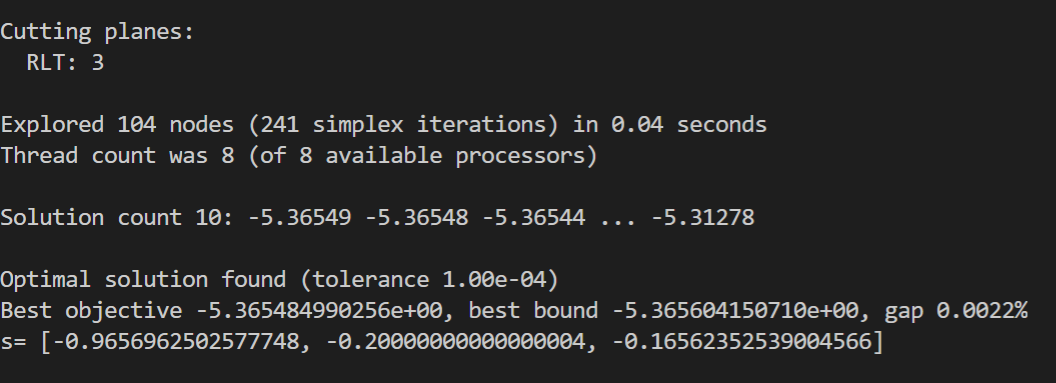 Cutting planes:
  RLT: 3
Explored 104 nodes (241 simplex iterations) in 0.04 seconds
Thread count was 8 (of 8 available processors)
Solution count 10: -5.36549 -5.36548 -5.36544 ... -5.31278
Optimal solution found (tolerance 1.00e-04)
Best objective -5.365484990256e+00, best bound -5.365604150710e+00, gap 0.0022%
s= [-0.9656962502577748, -0.20000000000000004, -0.16562352539004566]